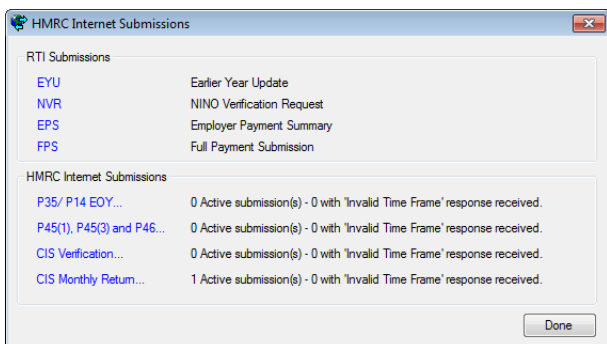 HMRC Internet Submissions
RTI Submissions
EYU Earlier Year Update
NVR NINO Verification Request
EPS Employer Payment Summary
FPS Full Payment Submission
HMRC Internet Submissions
P35/ P14 EOY... 0 Active submission(s) - 0 with 'Invalid Time Frame' response received.
P45(1), P45(3) and P46... 0 Active submission(s) - 0 with 'Invalid Time Frame' response received.
CIS Verification... 0 Active submission(s) - 0 with 'Invalid Time Frame' response received.
CIS Monthly Return... 1 Active submission(s) - 0 with 'Invalid Time Frame' response received.
Done